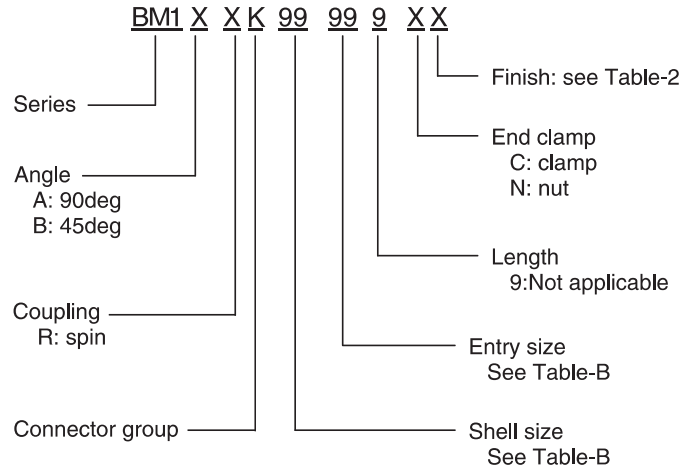 BM1 X X K 99 99 9 X X
Finish: see Table-2
Series
End clamp
C: clamp
N: nut
Angle
A: 90deg
B: 45deg
Length
9:Not applicable
Coupling
R: spin
Entry size
See Table-B
Connector group
Shell size
See Table-B